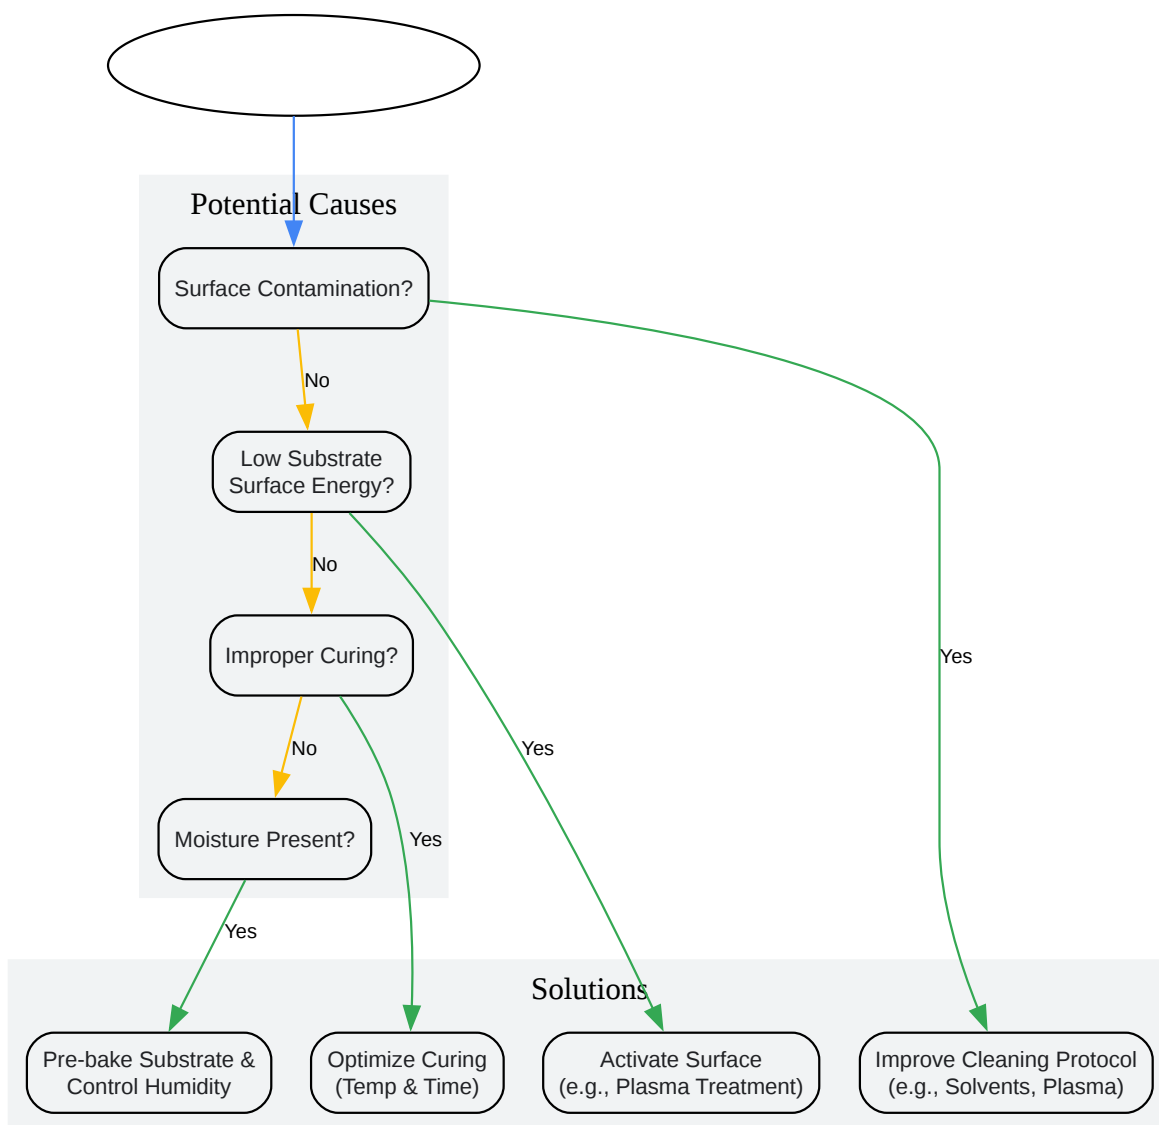 Potential Causes
Surface Contamination?
No
Low Substrate
Surface Energy?
No
Improper Curing?
Yes
No
Yes
Moisture Present?
Yes
Yes
Solutions
Pre-bake Substrate &
Control Humidity
Optimize Curing
(Temp & Time)
Activate Surface
(e.g., Plasma Treatment)
Improve Cleaning Protocol
(e.g., Solvents, Plasma)